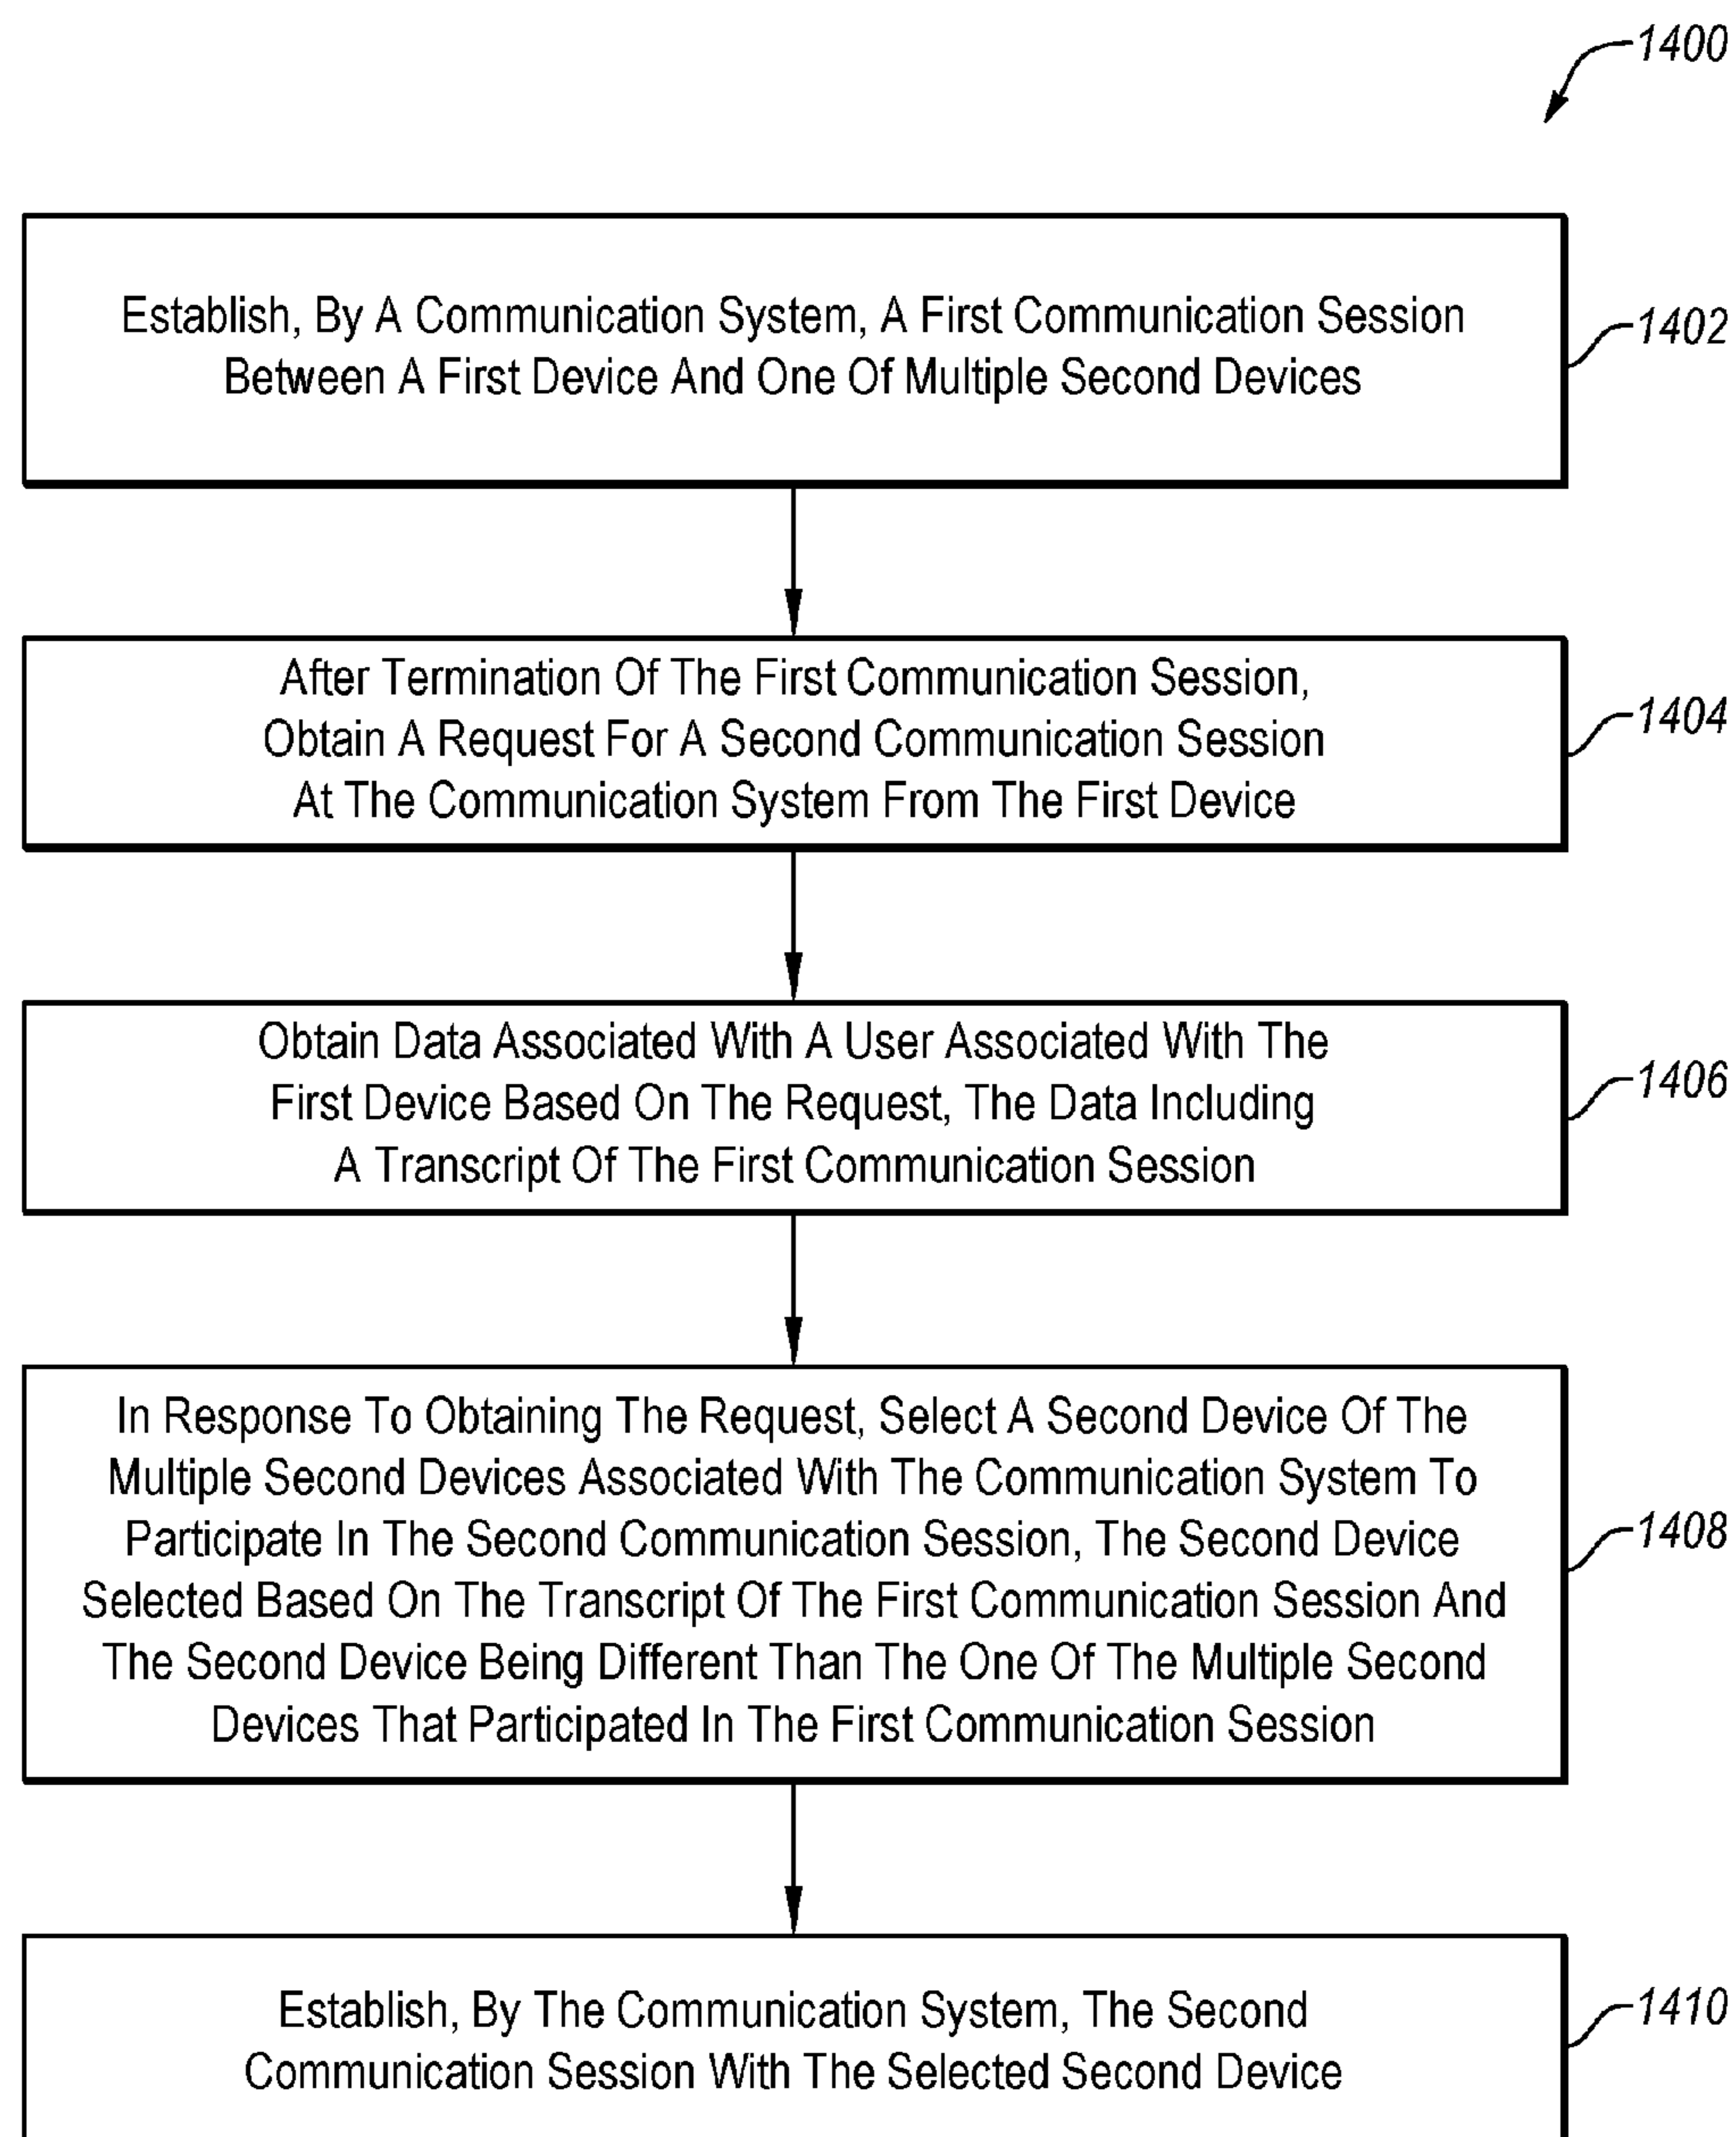 1400
Establish, By A Communication System, A First Communication Session
Between A First Device And One Of Multiple Second Devices
1402
After Termination Of The First Communication Session,
Obtain A Request For A Second Communication Session
At The Communication System From The First Device
1404
Obtain Data Associated With A User Associated With The
First Device Based On The Request, The Data Including
A Transcript Of The First Communication Session
1406
In Response To Obtaining The Request, Select A Second Device Of The
Multiple Second Devices Associated With The Communication System To
Participate In The Second Communication Session, The Second Device
Selected Based On The Transcript Of The First Communication Session And
The Second Device Being Different Than The One Of The Multiple Second
Devices That Participated In The First Communication Session
1408
Establish, By The Communication System, The Second
Communication Session With The Selected Second Device
1410